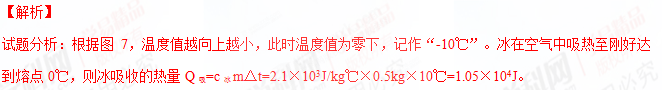 【解析】
试题分析：根据图 7，温度值越向上越小，此时温度值为零下，记作“-10℃”。冰在空气中吸热至刚好达
到熔点 0℃，则冰吸收的热量 Q吸=c冰m△t=2.1×10³J/kg℃×0.5kg×10℃=1.05×10⁴J。